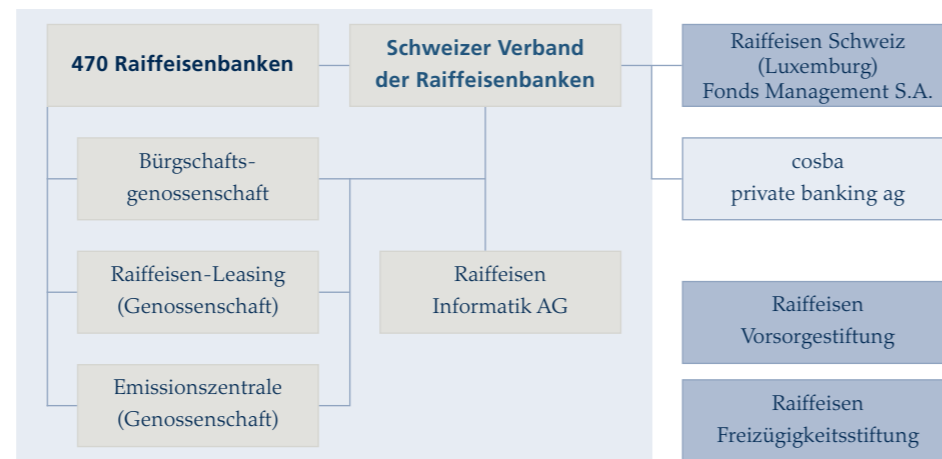 470 Raiffeisenbanken
Schweizer Verband
der Raiffeisenbanken
Raiffeisen Schweiz
(Luxemburg)
Fonds Management S.A.
Bürgschafts-
genossenschaft
cosba
private banking ag
Raiffeisen-Leasing
(Genossenschaft)
Raiffeisen
Informatik AG
Raiffeisen
Vorsorgestiftung
Emissionszentrale
(Genossenschaft)
Raiffeisen
Freizügigkeitsstiftung